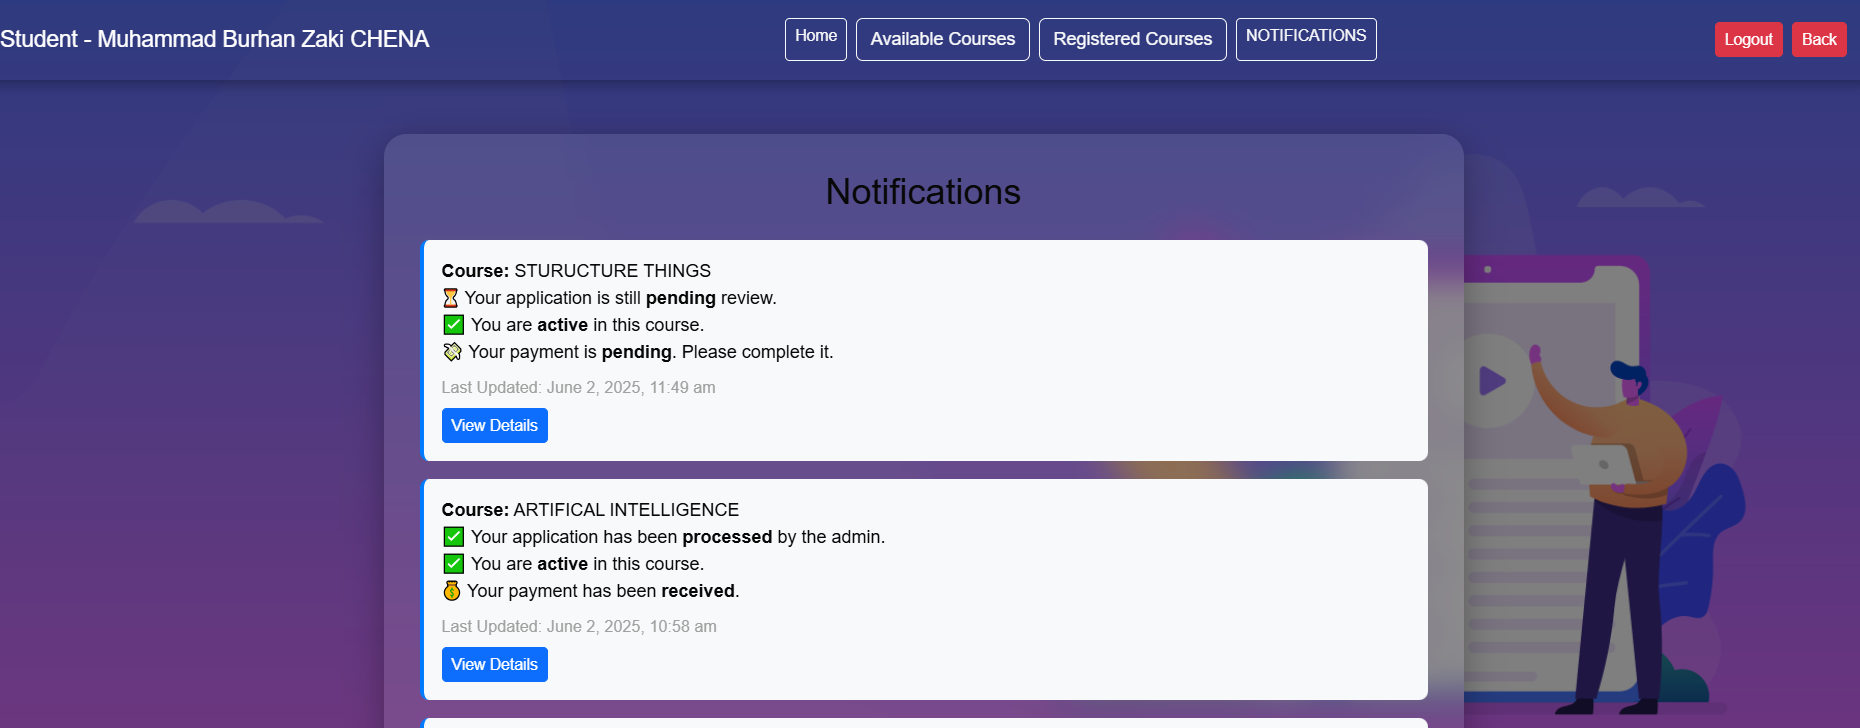 Student - Muhammad Burhan Zaki CHENA
Home
Available Courses
Registered Courses
NOTIFICATIONS
Logout
Back
Notifications
Course: STURUCTURE THINGS
⏳ Your application is still pending review.
✅ You are active in this course.
💸 Your payment is pending. Please complete it.
Last Updated: June 2, 2025, 11:49 am
View Details
Course: ARTIFICAL INTELLIGENCE
✅ Your application has been processed by the admin.
✅ You are active in this course.
💰 Your payment has been received.
Last Updated: June 2, 2025, 10:58 am
View Details